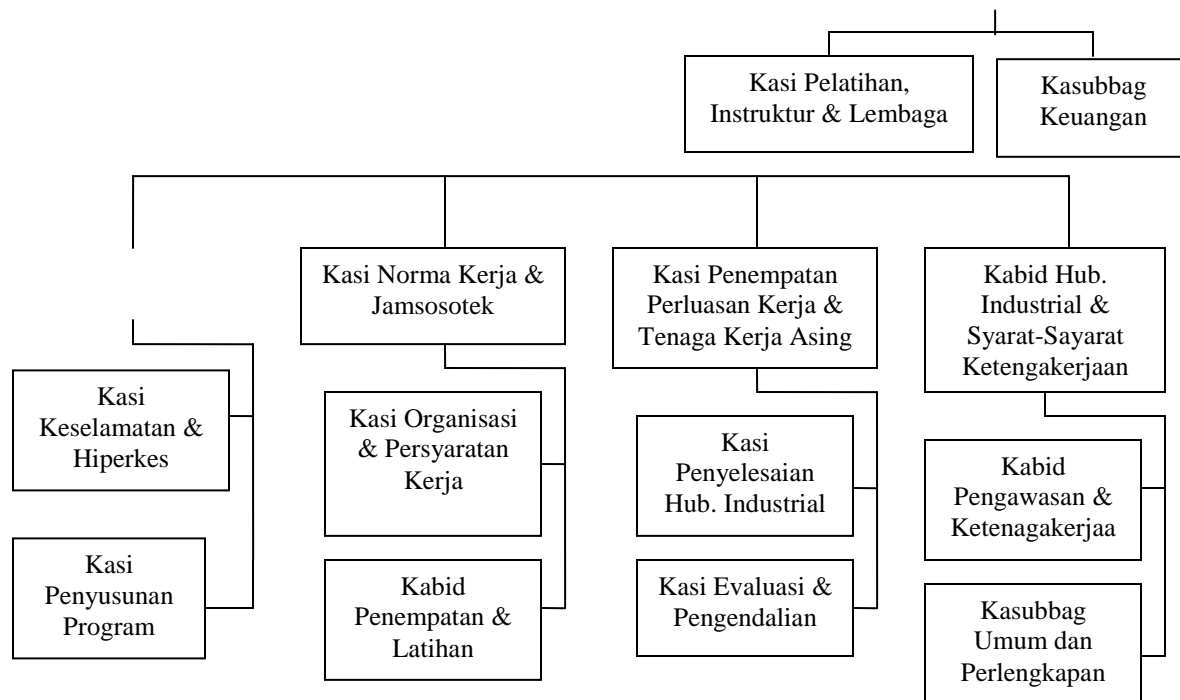 Kasi Pelatihan,
Instruktur & Lembaga
Kasubbag
Keuangan
Kasi Norma Kerja &
Jamsosotek
Kasi Penempatan
Perluasan Kerja &
Tenaga Kerja Asing
Kabid Hub.
Industrial &
Syarat-Sayarat
Ketengakerjaan
Kasi
Keselamatan &
Hiperkes
Kasi Organisasi
& Persyaratan
Kerja
Kasi
Penyelesaian
Hub. Industrial
Kabid
Pengawasan &
Ketenagakerjaa
Kasi
Penyusunan
Program
Kabid
Penempatan &
Latihan
Kasi Evaluasi &
Pengendalian
Kasubbag
Umum dan
Perlengkapan